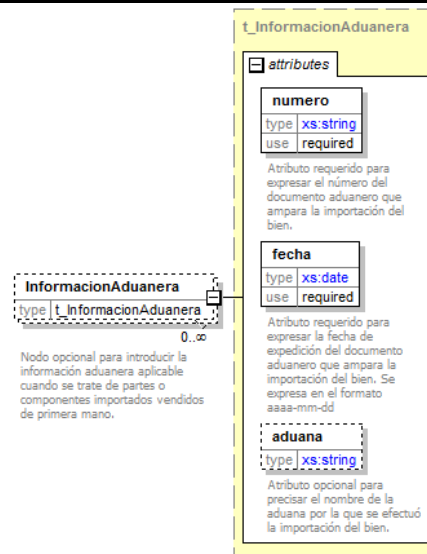 t_InformacionAduanera
attributes
numero
type xs:string
use required
Atributo requerido para
expresar el número del
documento aduanero que
ampara la importación del
bien.
fecha
type xs:date
use required
Atributo requerido para
expresar la fecha de
expedición del documento
aduanero que ampara la
importación del bien. Se
expresa en el formato
aaaa-mm-dd
aduana
type xs:string
Atributo opcional para
precisar el nombre de la
aduana por la que se efectuó
la importación del bien.
InformacionAduanera
type t_InformacionAduanera
0..∞
Nodo opcional para introducir la
información aduanera aplicable
cuando se trate de partes o
componentes importados vendidos
de primera mano.